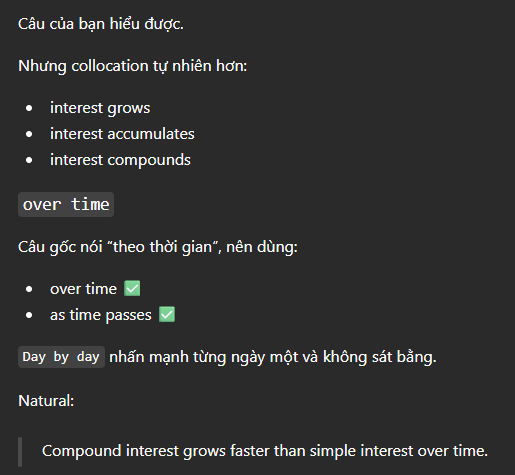 Câu của bạn hiểu được.
Nhưng collocation tự nhiên hơn:
• interest grows
• interest accumulates
• interest compounds
over time
Câu gốc nói “theo thời gian”, nên dùng:
• over time ✅
• as time passes ✅
Day by day nhấn mạnh từng ngày một và không sát bằng.
Natural:
Compound interest grows faster than simple interest over time.